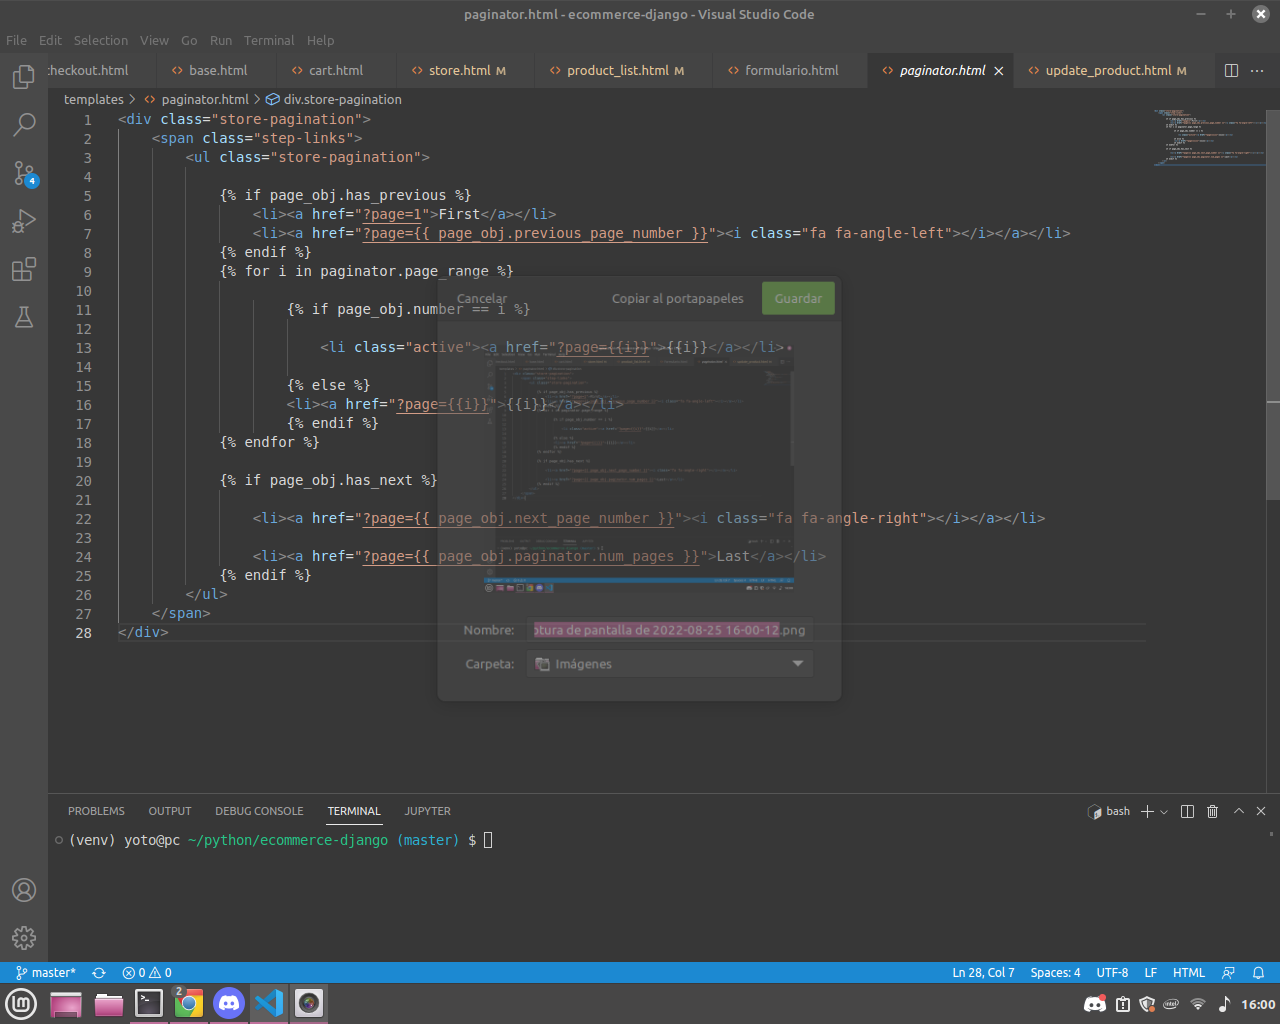 paginator.html - ecommerce-django - Visual Studio Code
File Edit Selection View Go Run Terminal Help
checkout.html base.html cart.html store.html M product_list.html M formulario.html paginator.html update_product.html M
templates > paginator.html > div.store-pagination
1 <div class="store-pagination">
2 <span class="step-links">
3 <ul class="store-pagination">
4
5 {% if page_obj.has_previous %}
6 <li><a href="?page=1">First</a></li>
7 <li><a href="?page={{ page_obj.previous_page_number }}"><i class="fa fa-angle-left"></i></a></li>
8 {% endif %}
9 {% for i in paginator.page_range %}
10
11 {% if page_obj.number == i %}
12
13 <li class="active"><a href="?page={{i}}">{{i}}</a></li>
14
15 {% else %}
16 <li><a href="?page={{i}}">{{i}}</a></li>
17 {% endif %}
18 {% endfor %}
19
20 {% if page_obj.has_next %}
21
22 <li><a href="?page={{ page_obj.next_page_number }}"><i class="fa fa-angle-right"></i></a></li>
23
24 <li><a href="?page={{ page_obj.paginator.num_pages }}">Last</a></li>
25 {% endif %}
26 </ul>
27 </span>
28 </div>
Cancelar Copiar al portapapeles Guardar
Nombre: ptura de pantalla de 2022-08-25 16-00-12.png
Carpeta: Imágenes
4
PROBLEMS OUTPUT DEBUG CONSOLE TERMINAL JUPYTER bash
(venv) yoto@pc ~/python/ecommerce-django (master) $
master* 0 0 Ln 28, Col 7 Spaces: 4 UTF-8 LF HTML
2 intel 16:00